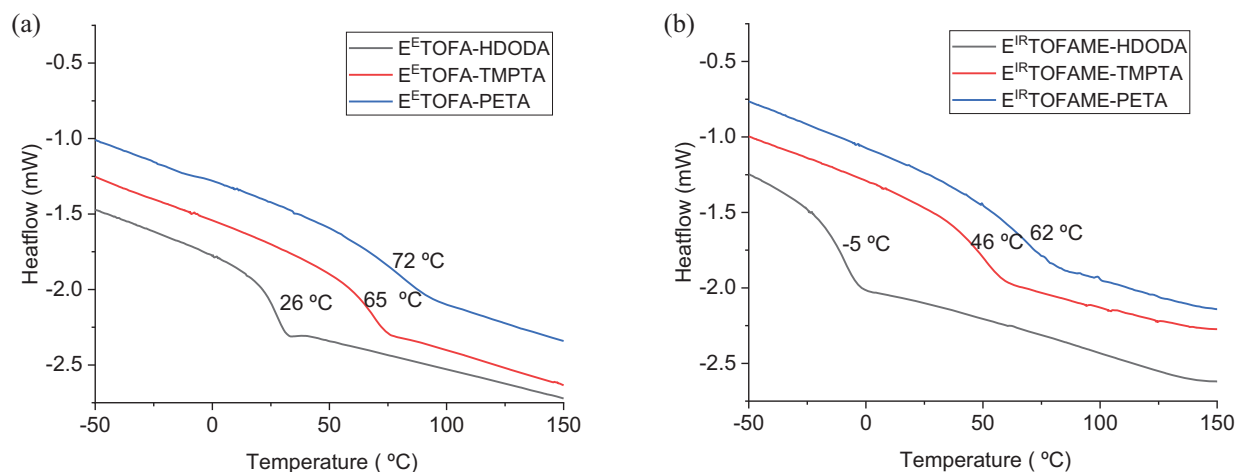 (a)
E^ETOFA-HDODA
E^ETOFA-TMPTA
E^ETOFA-PETA
-0.5
-1.0
-1.5
-2.0
-2.5
Heatflow (mW)
72 ºC
26 ºC
65 ºC
-50
0
50
100
150
Temperature ( ºC)
(b)
E^IRTOFAME-HDODA
E^IRTOFAME-TMPTA
E^IRTOFAME-PETA
-0.5
-1.0
-1.5
-2.0
-2.5
Heatflow (mW)
-5 ºC
46 ºC
62 ºC
-50
0
50
100
150
Temperature ( ºC)